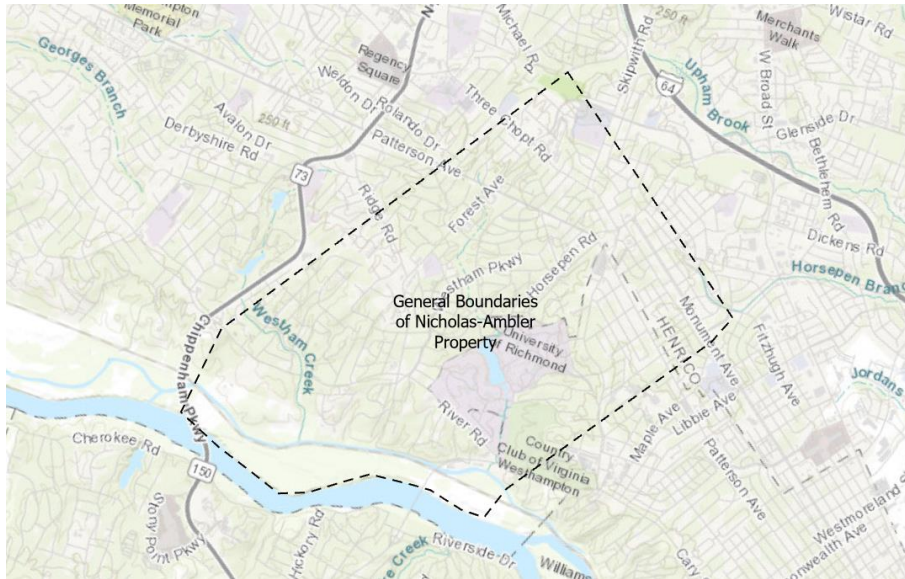 Memorial
Park
Georges Branch
250 ft
Avalon Dr
Derbyshire Rd
Regency
Square
Weldon Dr
Rolando Dr
Patterson Ave
Michael Rd
Three Chopt Rd
Skipwith Rd
64
Upham
Brook
Merchants
Walk
Wistar Rd
W Broad St
Glenside Dr
Bethlehem Rd
250 ft
73
Ridge Rd
Forest Ave
Horsepen Rd
Westham Pkwy
Dickens Rd
Horsepen Bran
General Boundaries
of Nicholas-Ambler
Property
University
Richmond
Westham
Creek
Chippenham Pkwy
HENRICO
Monument Ave
Fitzhugh Ave
Jordans
Maple Ave
Libbie Ave
River Rd
Country
Club of Virginia
Westhampton
Patterson Ave
Westmoreland S
Cherokee Rd
150
Stony Point Pkwy
Hickory Rd
Creek
Riverside Dr
William
Cary